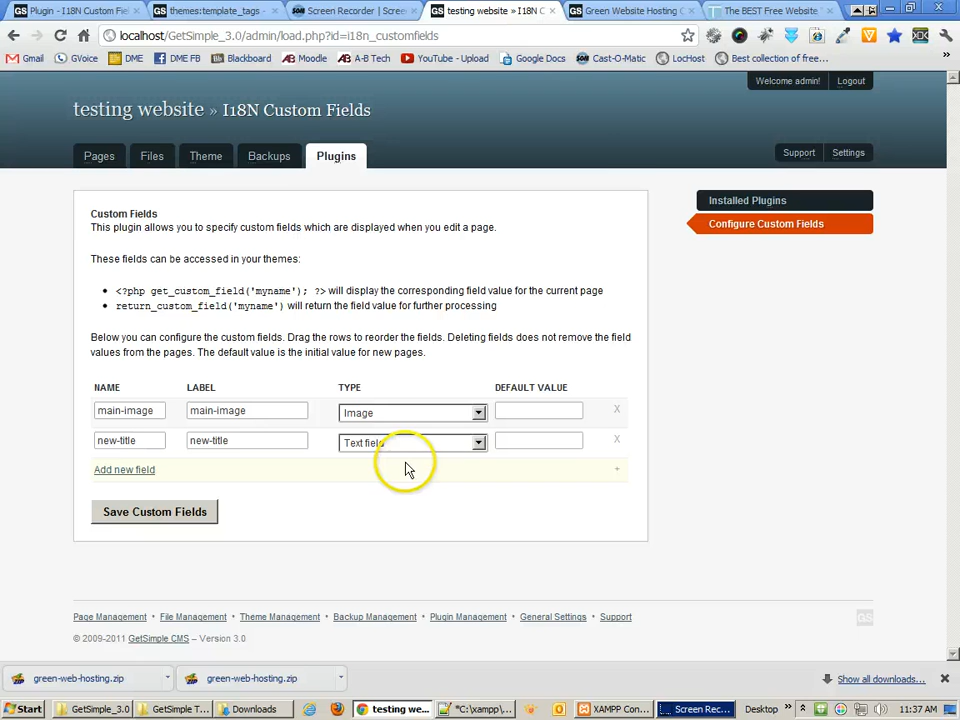 Plugin - I18N Custom Fiel
themes:template_tags -
Screen Recorder | Screen
testing website » I18N C
Green Website Hosting C
The BEST Free Website
localhost/GetSimple_3.0/admin/load.php?id=i18n_customfields
Gmail
GVoice
DME
DME FB
Blackboard
Moodle
A-B Tech
YouTube - Upload
Google Docs
Cast-O-Matic
LocHost
Best collection of free...
»
Welcome admin!
Logout
testing website » I18N Custom Fields
Pages
Files
Theme
Backups
Plugins
Support
Settings
Custom Fields
This plugin allows you to specify custom fields which are displayed when you edit a page.
These fields can be accessed in your themes:
• <?php get_custom_field('myname'); ?> will display the corresponding field value for the current page
• return_custom_field('myname') will return the field value for further processing
Below you can configure the custom fields. Drag the rows to reorder the fields. Deleting fields does not remove the field
values from the pages. The default value is the initial value for new pages.
NAME LABEL TYPE DEFAULT VALUE
main-image main-image Image X
new-title new-title Text field X
Add new field +
Save Custom Fields
Installed Plugins
Configure Custom Fields
Page Management • File Management • Theme Management • Backup Management • Plugin Management • General Settings • Support
© 2009-2011 GetSimple CMS – Version 3.0
GS
green-web-hosting.zip
green-web-hosting.zip
Show all downloads...
Start
GetSimple_3.0
GetSimple T...
Downloads
testing we...
*C:\xampp\...
XAMPP Con...
Screen Rec...
Desktop »
11:37 AM